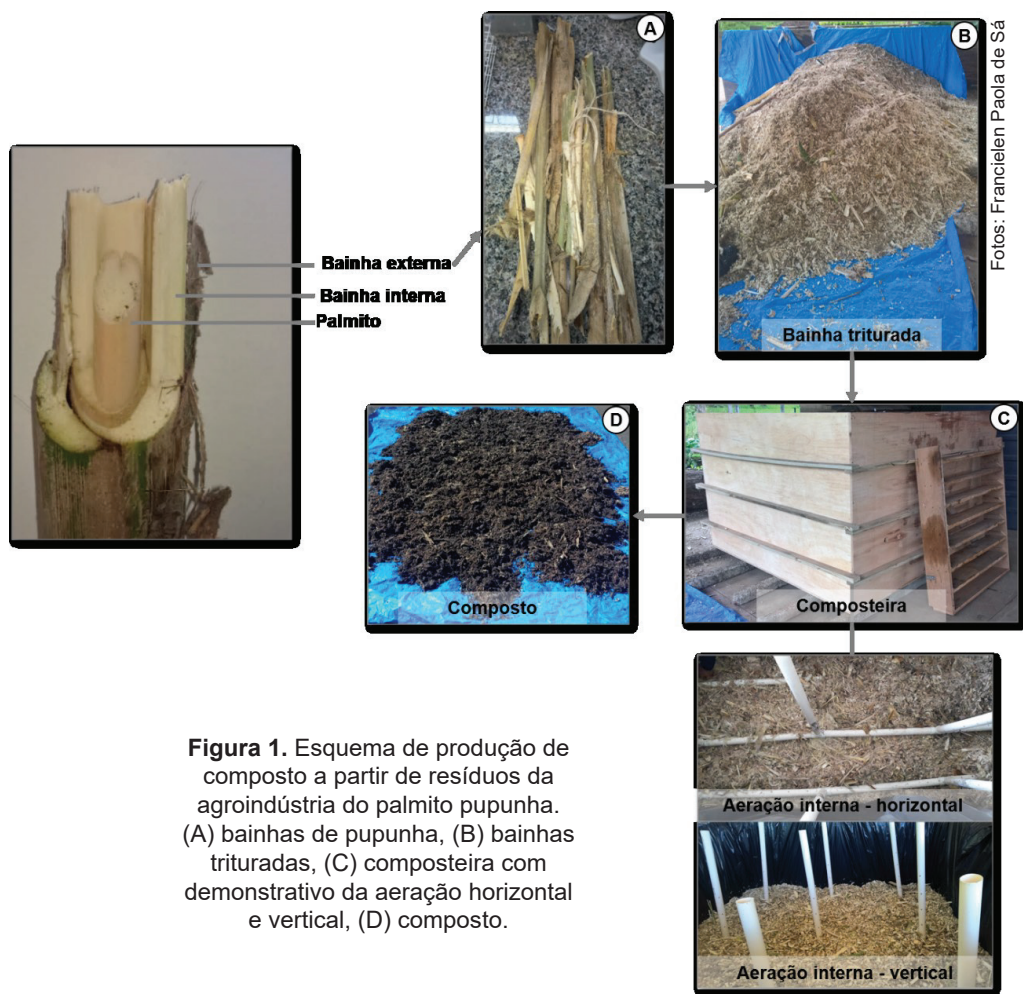 A
B
Fotos: Francielen Paola de Sá
Bainha externa
Bainha interna
Palmito
Bainha triturada
D
C
Composto
Composteira
Aeração interna - horizontal
Aeração interna - vertical
Figura 1. Esquema de produção de
composto a partir de resíduos da
agroindústria do palmito pupunha.
(A) bainhas de pupunha, (B) bainhas
trituradas, (C) composteira com
demonstrativo da aeração horizontal
e vertical, (D) composto.